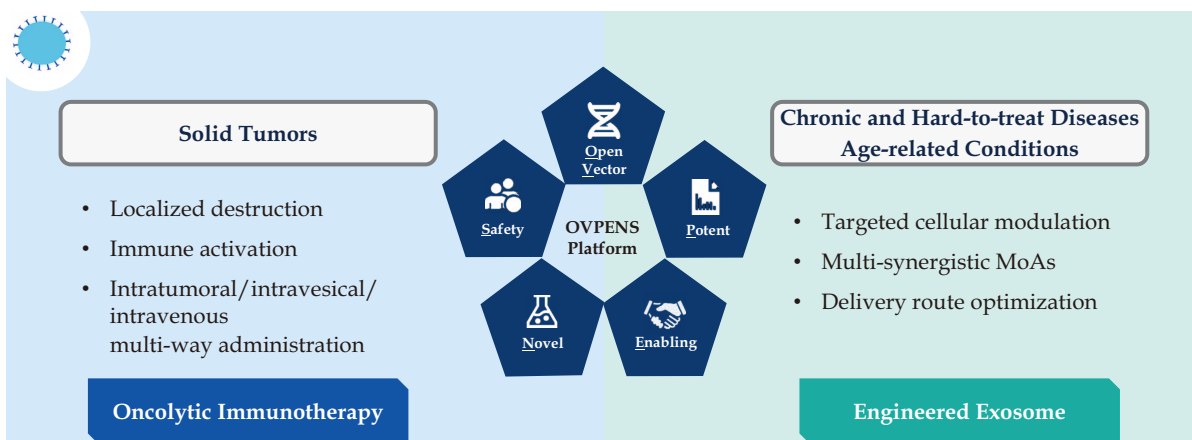 Solid Tumors
• Localized destruction
• Immune activation
• Intratumoral/intravesical/
intravenous
multi-way administration
Oncolytic Immunotherapy
Open
Vector
Safety
Potent
OVPENS
Platform
Novel
Enabling
Chronic and Hard-to-treat Diseases
Age-related Conditions
• Targeted cellular modulation
• Multi-synergistic MoAs
• Delivery route optimization
Engineered Exosome